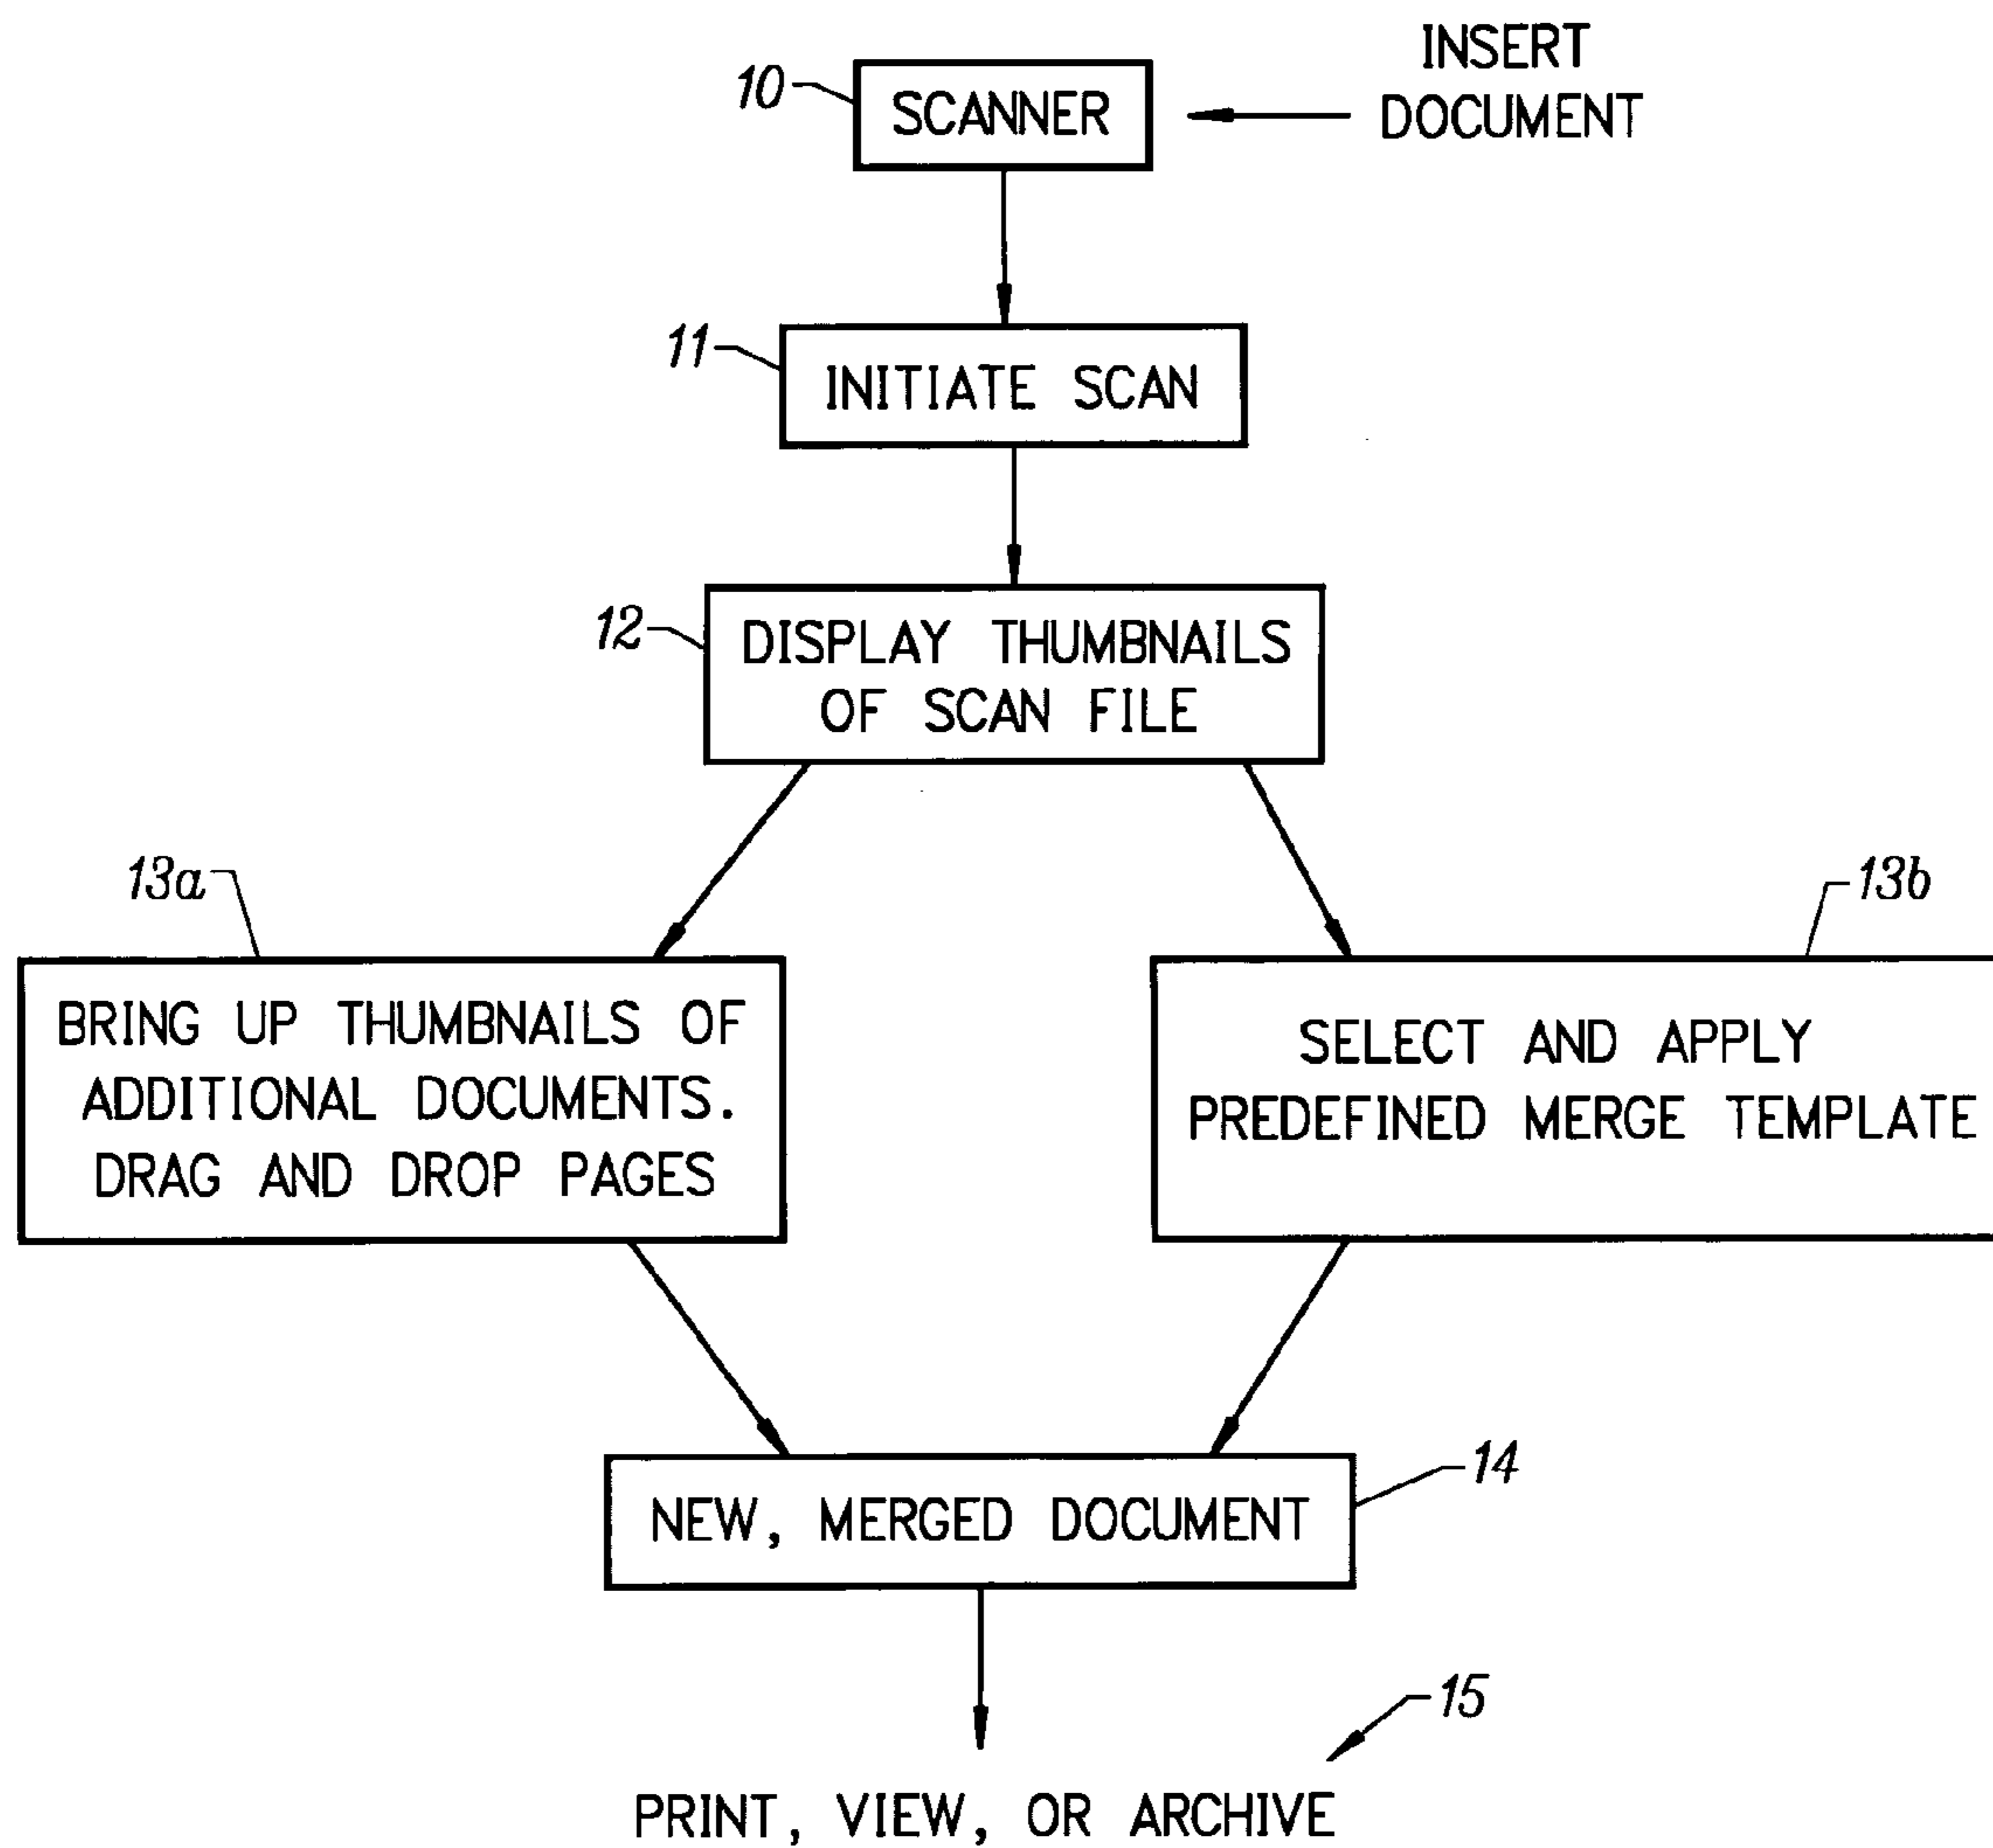 INSERT
DOCUMENT
10
SCANNER
11
INITIATE SCAN
12
DISPLAY THUMBNAILS
OF SCAN FILE
13a
BRING UP THUMBNAILS OF
ADDITIONAL DOCUMENTS.
DRAG AND DROP PAGES
13b
SELECT AND APPLY
PREDEFINED MERGE TEMPLATE
14
NEW, MERGED DOCUMENT
15
PRINT, VIEW, OR ARCHIVE